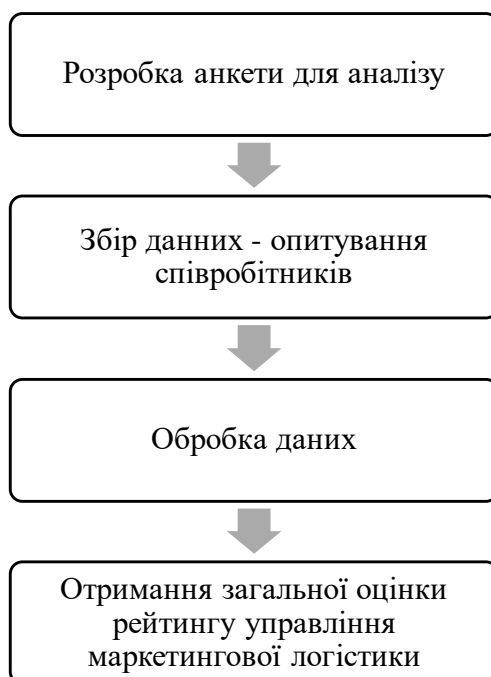 Розробка анкети для аналізу
Збір данних - опитування
співробітників
Обробка даних
Отримання загальної оцінки
рейтингу управління
маркетингової логістики